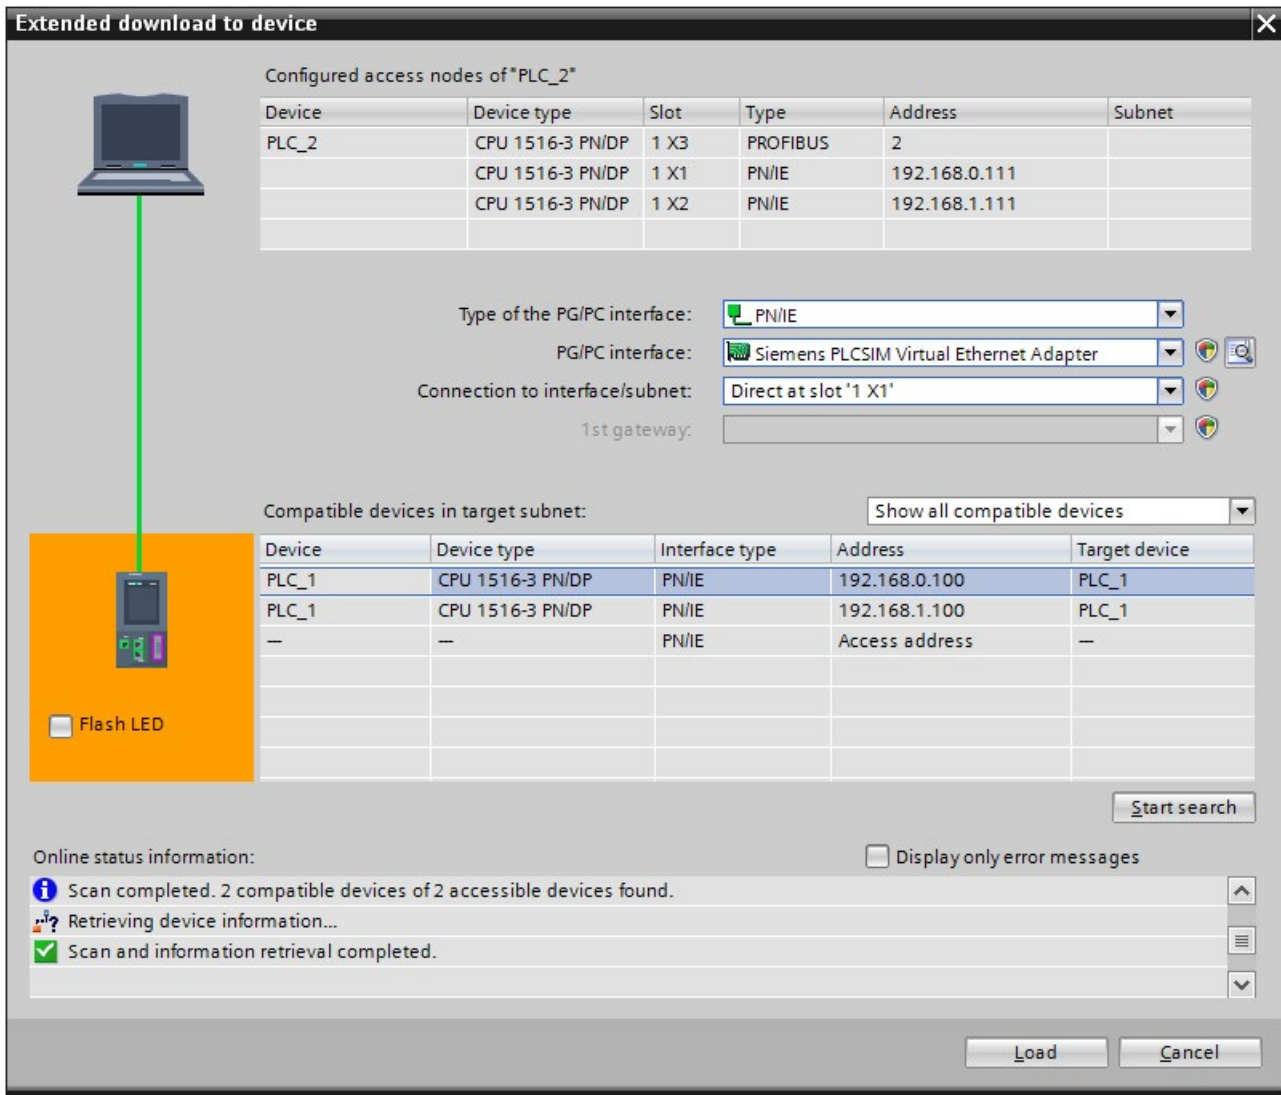 Extended download to device
Configured access nodes of "PLC_2"
Device Device type Slot Type Address Subnet
PLC_2 CPU 1516-3 PN/DP 1 X3 PROFIBUS 2
CPU 1516-3 PN/DP 1 X1 PN/IE 192.168.0.111
CPU 1516-3 PN/DP 1 X2 PN/IE 192.168.1.111
Type of the PG/PC interface: PN/IE
PG/PC interface: Siemens PLCSIM Virtual Ethernet Adapter
Connection to interface/subnet: Direct at slot '1 X1'
1st gateway:
Compatible devices in target subnet: Show all compatible devices
Device Device type Interface type Address Target device
PLC_1 CPU 1516-3 PN/DP PN/IE 192.168.0.100 PLC_1
PLC_1 CPU 1516-3 PN/DP PN/IE 192.168.1.100 PLC_1
— — PN/IE Access address —
Flash LED
Start search
Online status information: Display only error messages
Scan completed. 2 compatible devices of 2 accessible devices found.
Retrieving device information...
Scan and information retrieval completed.
Load Cancel